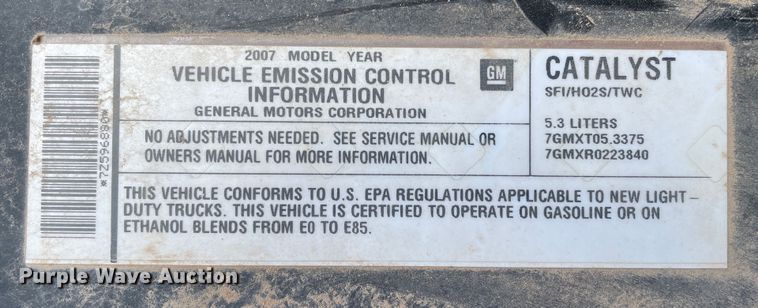 2007 MODEL YEAR
VEHICLE EMISSION CONTROL
INFORMATION
GENERAL MOTORS CORPORATION
GM
NO ADJUSTMENTS NEEDED. SEE SERVICE MANUAL OR
OWNERS MANUAL FOR MORE INFORMATION.
CATALYST
SFI/HO2S/TWC
5.3 LITERS
7GMXT05.3375
7GMXR0223840
THIS VEHICLE CONFORMS TO U.S. EPA REGULATIONS APPLICABLE TO NEW LIGHT-
DUTY TRUCKS. THIS VEHICLE IS CERTIFIED TO OPERATE ON GASOLINE OR ON
ETHANOL BLENDS FROM E0 TO E85.
Purple Wave Auction